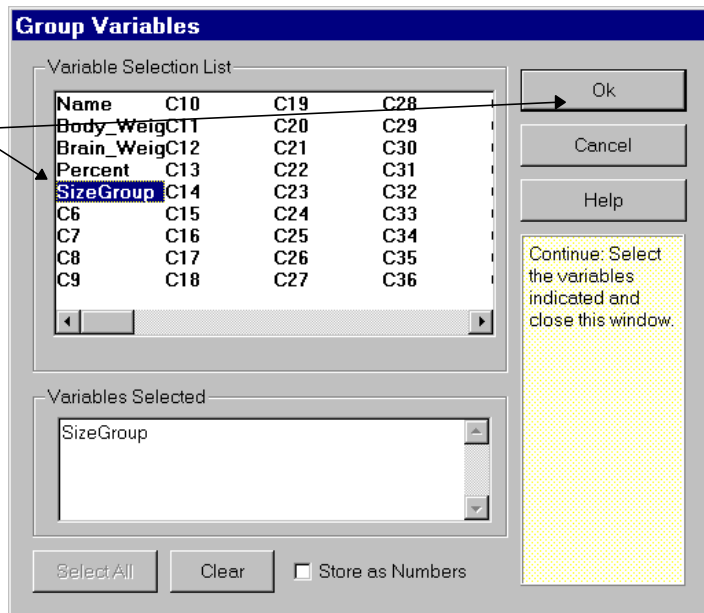 Group Variables
Variable Selection List
Name C10 C19 C28
Body_Weig C11 C20 C29
Brain_Weig C12 C21 C30
Percent C13 C22 C31
SizeGroup C14 C23 C32
C6 C15 C24 C33
C7 C16 C25 C34
C8 C17 C26 C35
C9 C18 C27 C36
Variables Selected
SizeGroup
Select All Clear Store as Numbers
Ok
Cancel
Help
Continue: Select
the variables
indicated and
close this window.